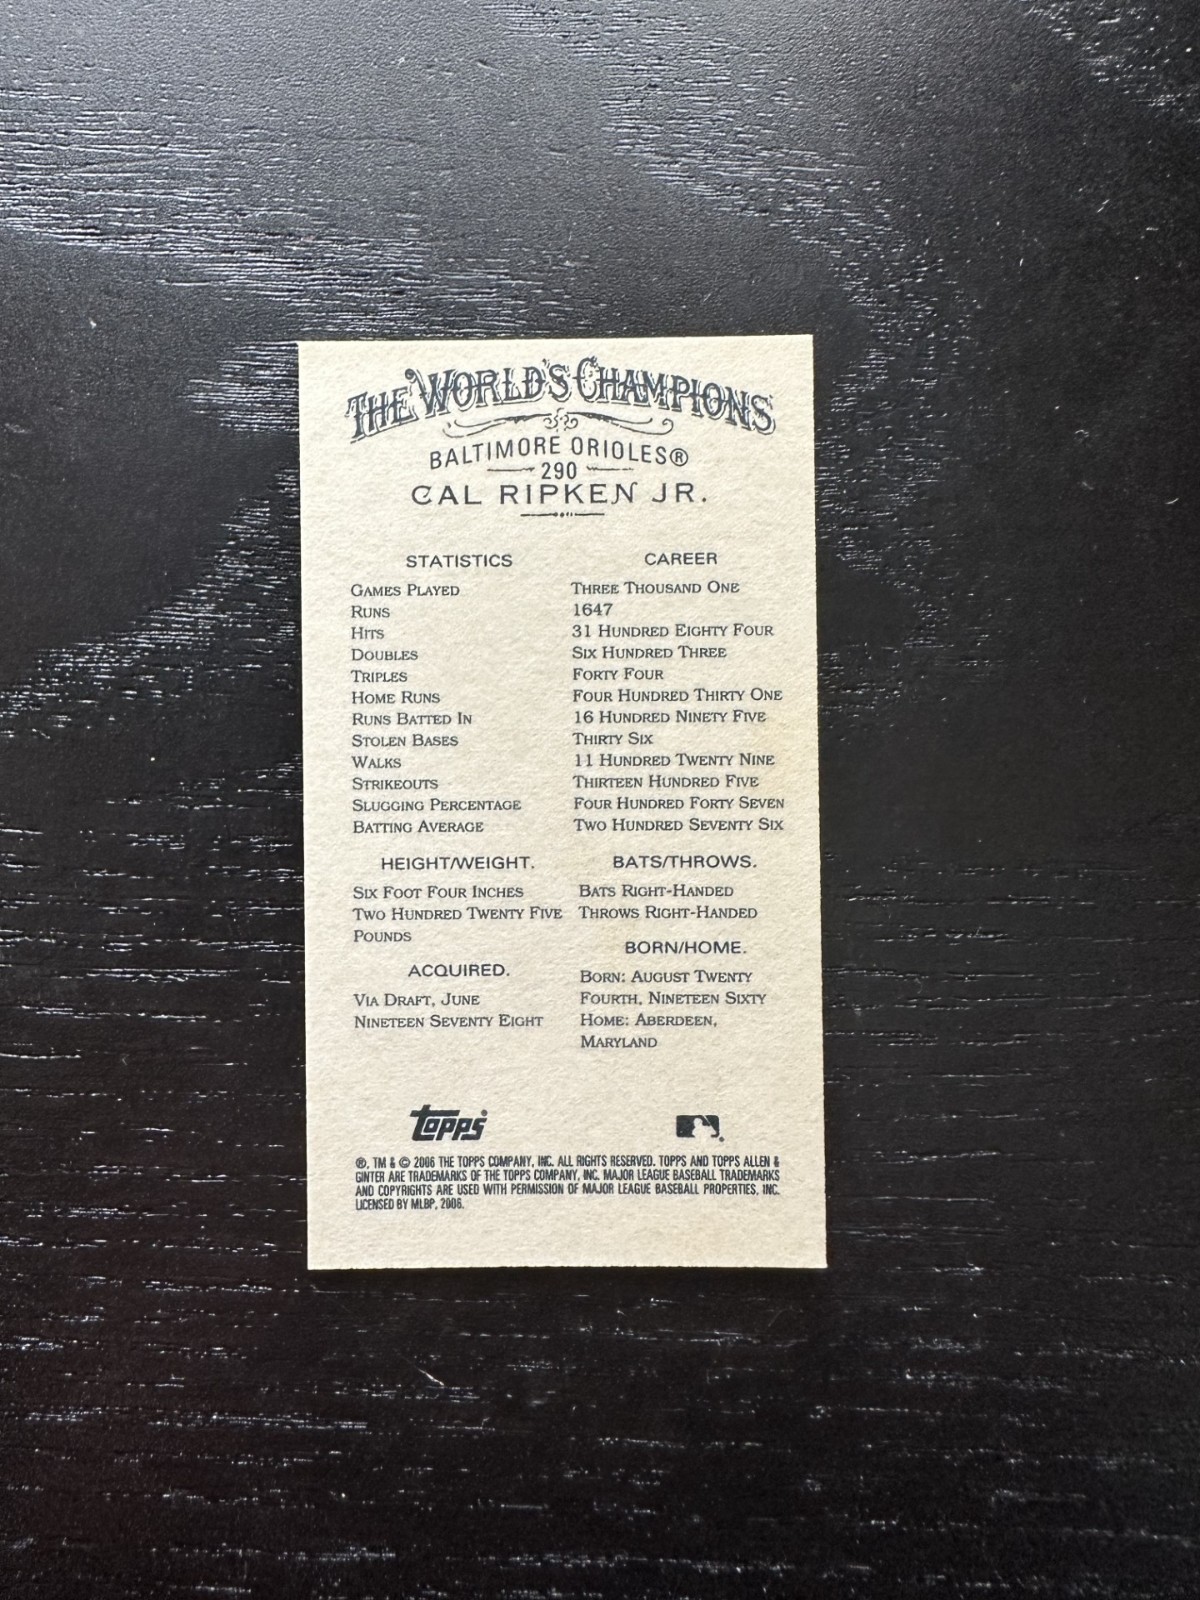 THE WORLD'S CHAMPIONS
BALTIMORE ORIOLES®
290
CAL RIPKEN JR.
STATISTICS CAREER
GAMES PLAYED THREE THOUSAND ONE
RUNS 1647
HITS 31 HUNDRED EIGHTY FOUR
DOUBLES SIX HUNDRED THREE
TRIPLES FORTY FOUR
HOME RUNS FOUR HUNDRED THIRTY ONE
RUNS BATTED IN 16 HUNDRED NINETY FIVE
STOLEN BASES THIRTY SIX
WALKS 11 HUNDRED TWENTY NINE
STRIKEOUTS THIRTEEN HUNDRED FIVE
SLUGGING PERCENTAGE FOUR HUNDRED FORTY SEVEN
BATTING AVERAGE TWO HUNDRED SEVENTY SIX
HEIGHT/WEIGHT.
SIX FOOT FOUR INCHES
TWO HUNDRED TWENTY FIVE
POUNDS
ACQUIRED.
VIA DRAFT, JUNE
NINETEEN SEVENTY EIGHT
BATS/THROWS.
BATS RIGHT-HANDED
THROWS RIGHT-HANDED
BORN/HOME.
BORN: AUGUST TWENTY
FOURTH, NINETEEN SIXTY
HOME: ABERDEEN,
MARYLAND
Topps®
®, TM & © 2006 THE TOPPS COMPANY, INC. ALL RIGHTS RESERVED. TOPPS AND TOPPS ALLEN &
GINTER ARE TRADEMARKS OF THE TOPPS COMPANY, INC. MAJOR LEAGUE BASEBALL TRADEMARKS
AND COPYRIGHTS ARE USED WITH PERMISSION OF MAJOR LEAGUE BASEBALL PROPERTIES, INC.
LICENSED BY MLBP, 2006.